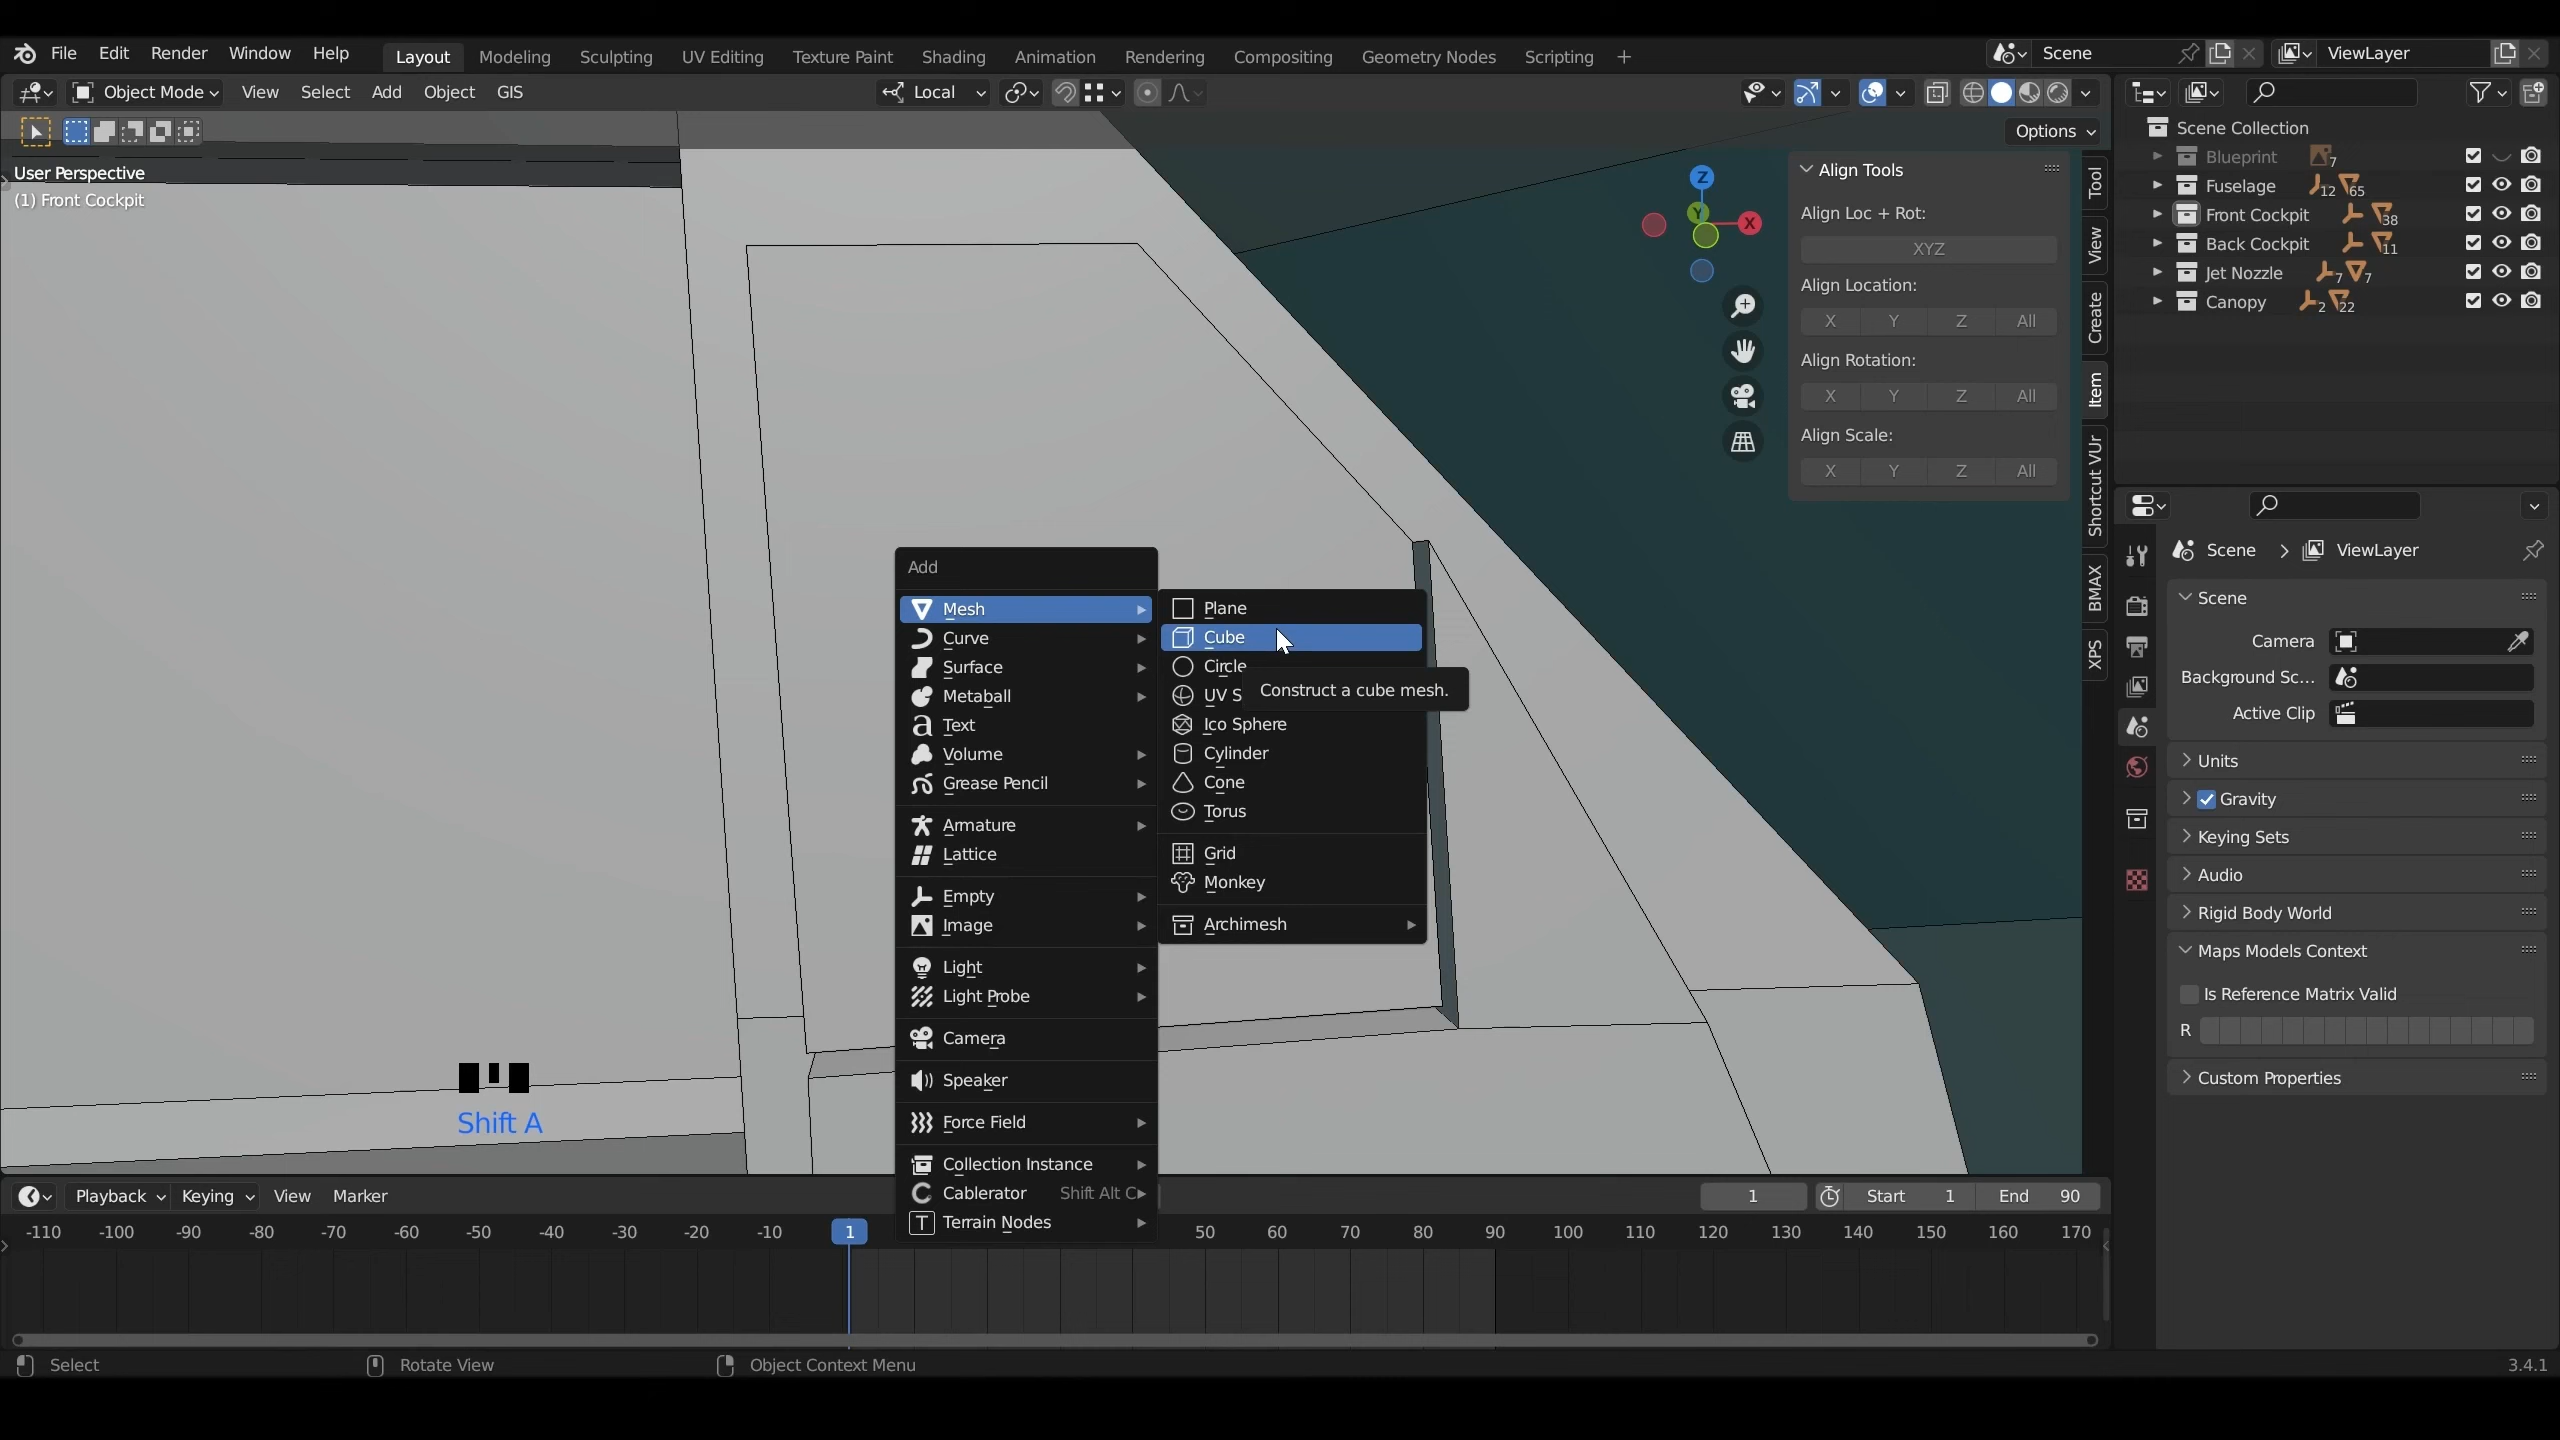 File Edit Render Window Help Layout Modeling Sculpting UV Editing Texture Paint Shading Animation Rendering Compositing Geometry Nodes Scripting + Scene ViewLayer
Object Mode View Select Add Object GIS Local
Options
User Perspective
(1) Front Cockpit
Z
Y
X
Align Tools
Align Loc + Rot:
XYZ
Align Location:
X Y Z All
Align Rotation:
X Y Z All
Align Scale:
X Y Z All
Tool
View
Create
Item
Shortcut VUr
BMAX
XPS
Scene Collection
Blueprint 7
Fuselage 12 65
Front Cockpit 38
Back Cockpit 11
Jet Nozzle 7 7
Canopy 2 22
Scene > ViewLayer
Scene
Camera
Background Sc...
Active Clip
Units
Gravity
Keying Sets
Audio
Rigid Body World
Maps Models Context
Is Reference Matrix Valid
R
Custom Properties
Add
Mesh
Curve
Surface
Metaball
Text
Volume
Grease Pencil
Armature
Lattice
Empty
Image
Light
Light Probe
Camera
Speaker
Force Field
Collection Instance
Cablerator Shift Alt C
Terrain Nodes
Plane
Cube
Circle
UV S
Construct a cube mesh.
Ico Sphere
Cylinder
Cone
Torus
Grid
Monkey
Archimesh
Shift A
Playback Keying View Marker 1 Start 1 End 90
-110 -100 -90 -80 -70 -60 -50 -40 -30 -20 -10 1 50 60 70 80 90 100 110 120 130 140 150 160 170
Select Rotate View Object Context Menu 3.4.1